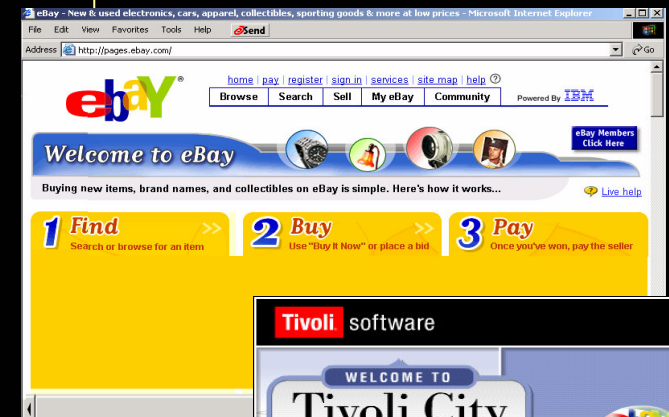 eBay - New & used electronics, cars, apparel, collectibles, sporting goods & more at low prices - Microsoft Internet Explorer
File Edit View Favorites Tools Help Send
Address http://pages.ebay.com/ Go
ebaY®
home | pay | register | sign in | services | site map | help ?
Browse Search Sell My eBay Community Powered By IBM
Welcome to eBay
eBay Members
Click Here
Buying new items, brand names, and collectibles on eBay is simple. Here's how it works...
Live help
1 Find >> 2 Buy >> 3 Pay
Search or browse for an item Use "Buy It Now" or place a bid Once you've won, pay the seller
Tivoli software
WELCOME TO
Tivoli City